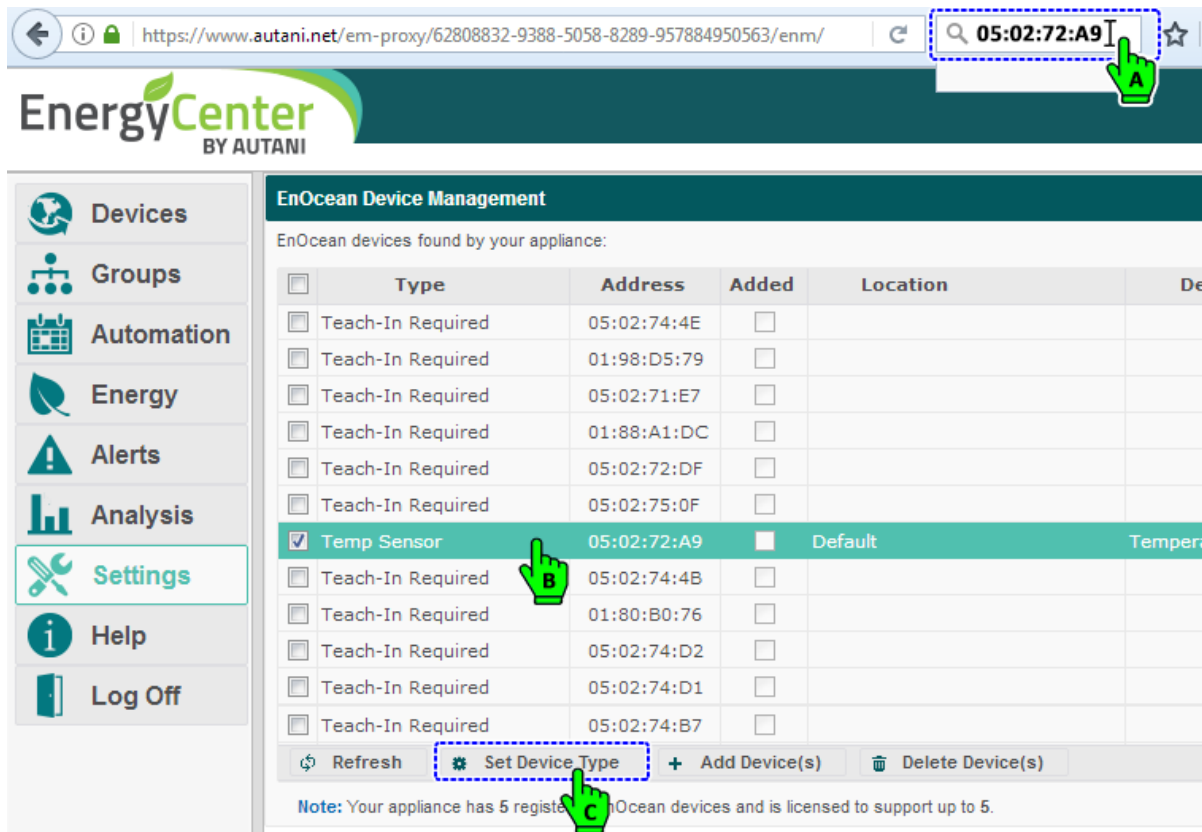 https://www.autani.net/em-proxy/62808832-9388-5058-8289-957884950563/enm/
05:02:72:A9
A
EnergyCenter
BY AUTANI
Devices
Groups
Automation
Energy
Alerts
Analysis
Settings
Help
Log Off
EnOcean Device Management
EnOcean devices found by your appliance:
Type Address Added Location De
Teach-In Required 05:02:74:4E
Teach-In Required 01:98:D5:79
Teach-In Required 05:02:71:E7
Teach-In Required 01:88:A1:DC
Teach-In Required 05:02:72:DF
Teach-In Required 05:02:75:0F
Temp Sensor 05:02:72:A9 Default Tempera
B
Teach-In Required 05:02:74:4B
Teach-In Required 01:80:B0:76
Teach-In Required 05:02:74:D2
Teach-In Required 05:02:74:D1
Teach-In Required 05:02:74:B7
Refresh Set Device Type + Add Device(s) Delete Device(s)
C
Note: Your appliance has 5 registe nOcean devices and is licensed to support up to 5.